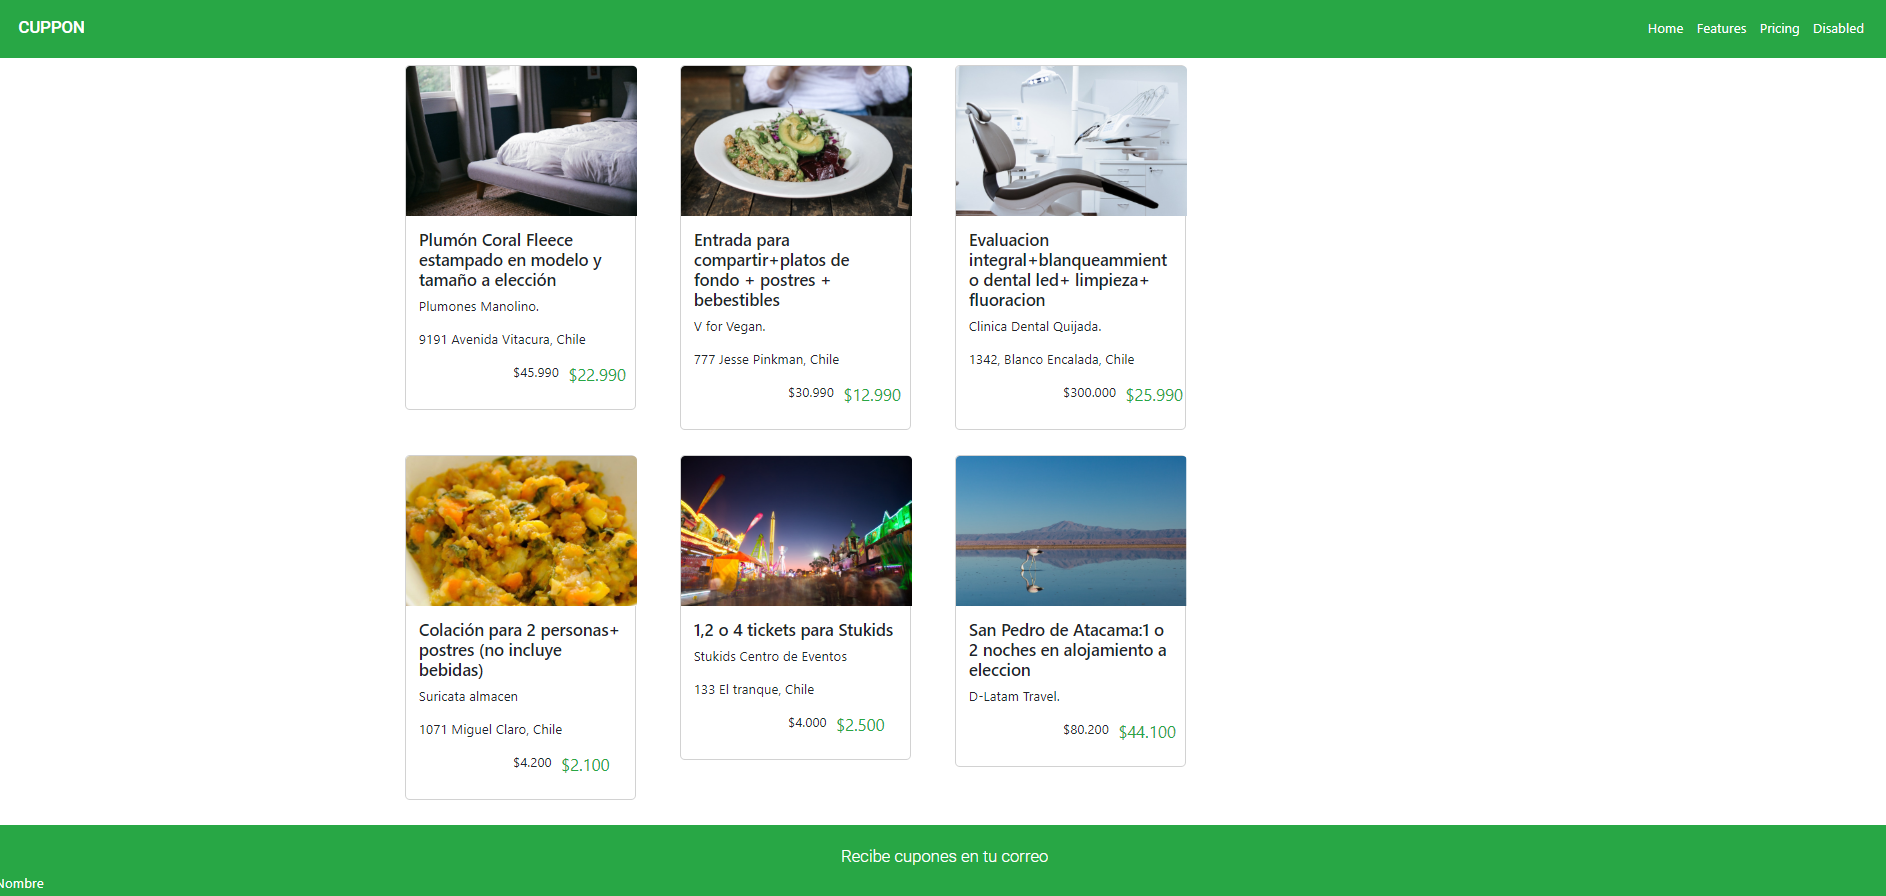 CUPPON
Home Features Pricing Disabled
Plumón Coral Fleece
estampado en modelo y
tamaño a elección
Plumones Manolino.
9191 Avenida Vitacura, Chile
$45.990 $22.990
Entrada para
compartir+platos de
fondo + postres +
bebestibles
V for Vegan.
777 Jesse Pinkman, Chile
$30.990 $12.990
Evaluacion
integral+blanqueammient
o dental led+ limpieza+
fluoracion
Clinica Dental Quijada.
1342, Blanco Encalada, Chile
$300.000 $25.990
Colación para 2 personas+
postres (no incluye
bebidas)
Suricata almacen
1071 Miguel Claro, Chile
$4.200 $2.100
1,2 o 4 tickets para Stukids
Stukids Centro de Eventos
133 El tranque, Chile
$4.000 $2.500
San Pedro de Atacama:1 o
2 noches en alojamiento a
eleccion
D-Latam Travel.
$80.200 $44.100
Recibe cupones en tu correo
Nombre